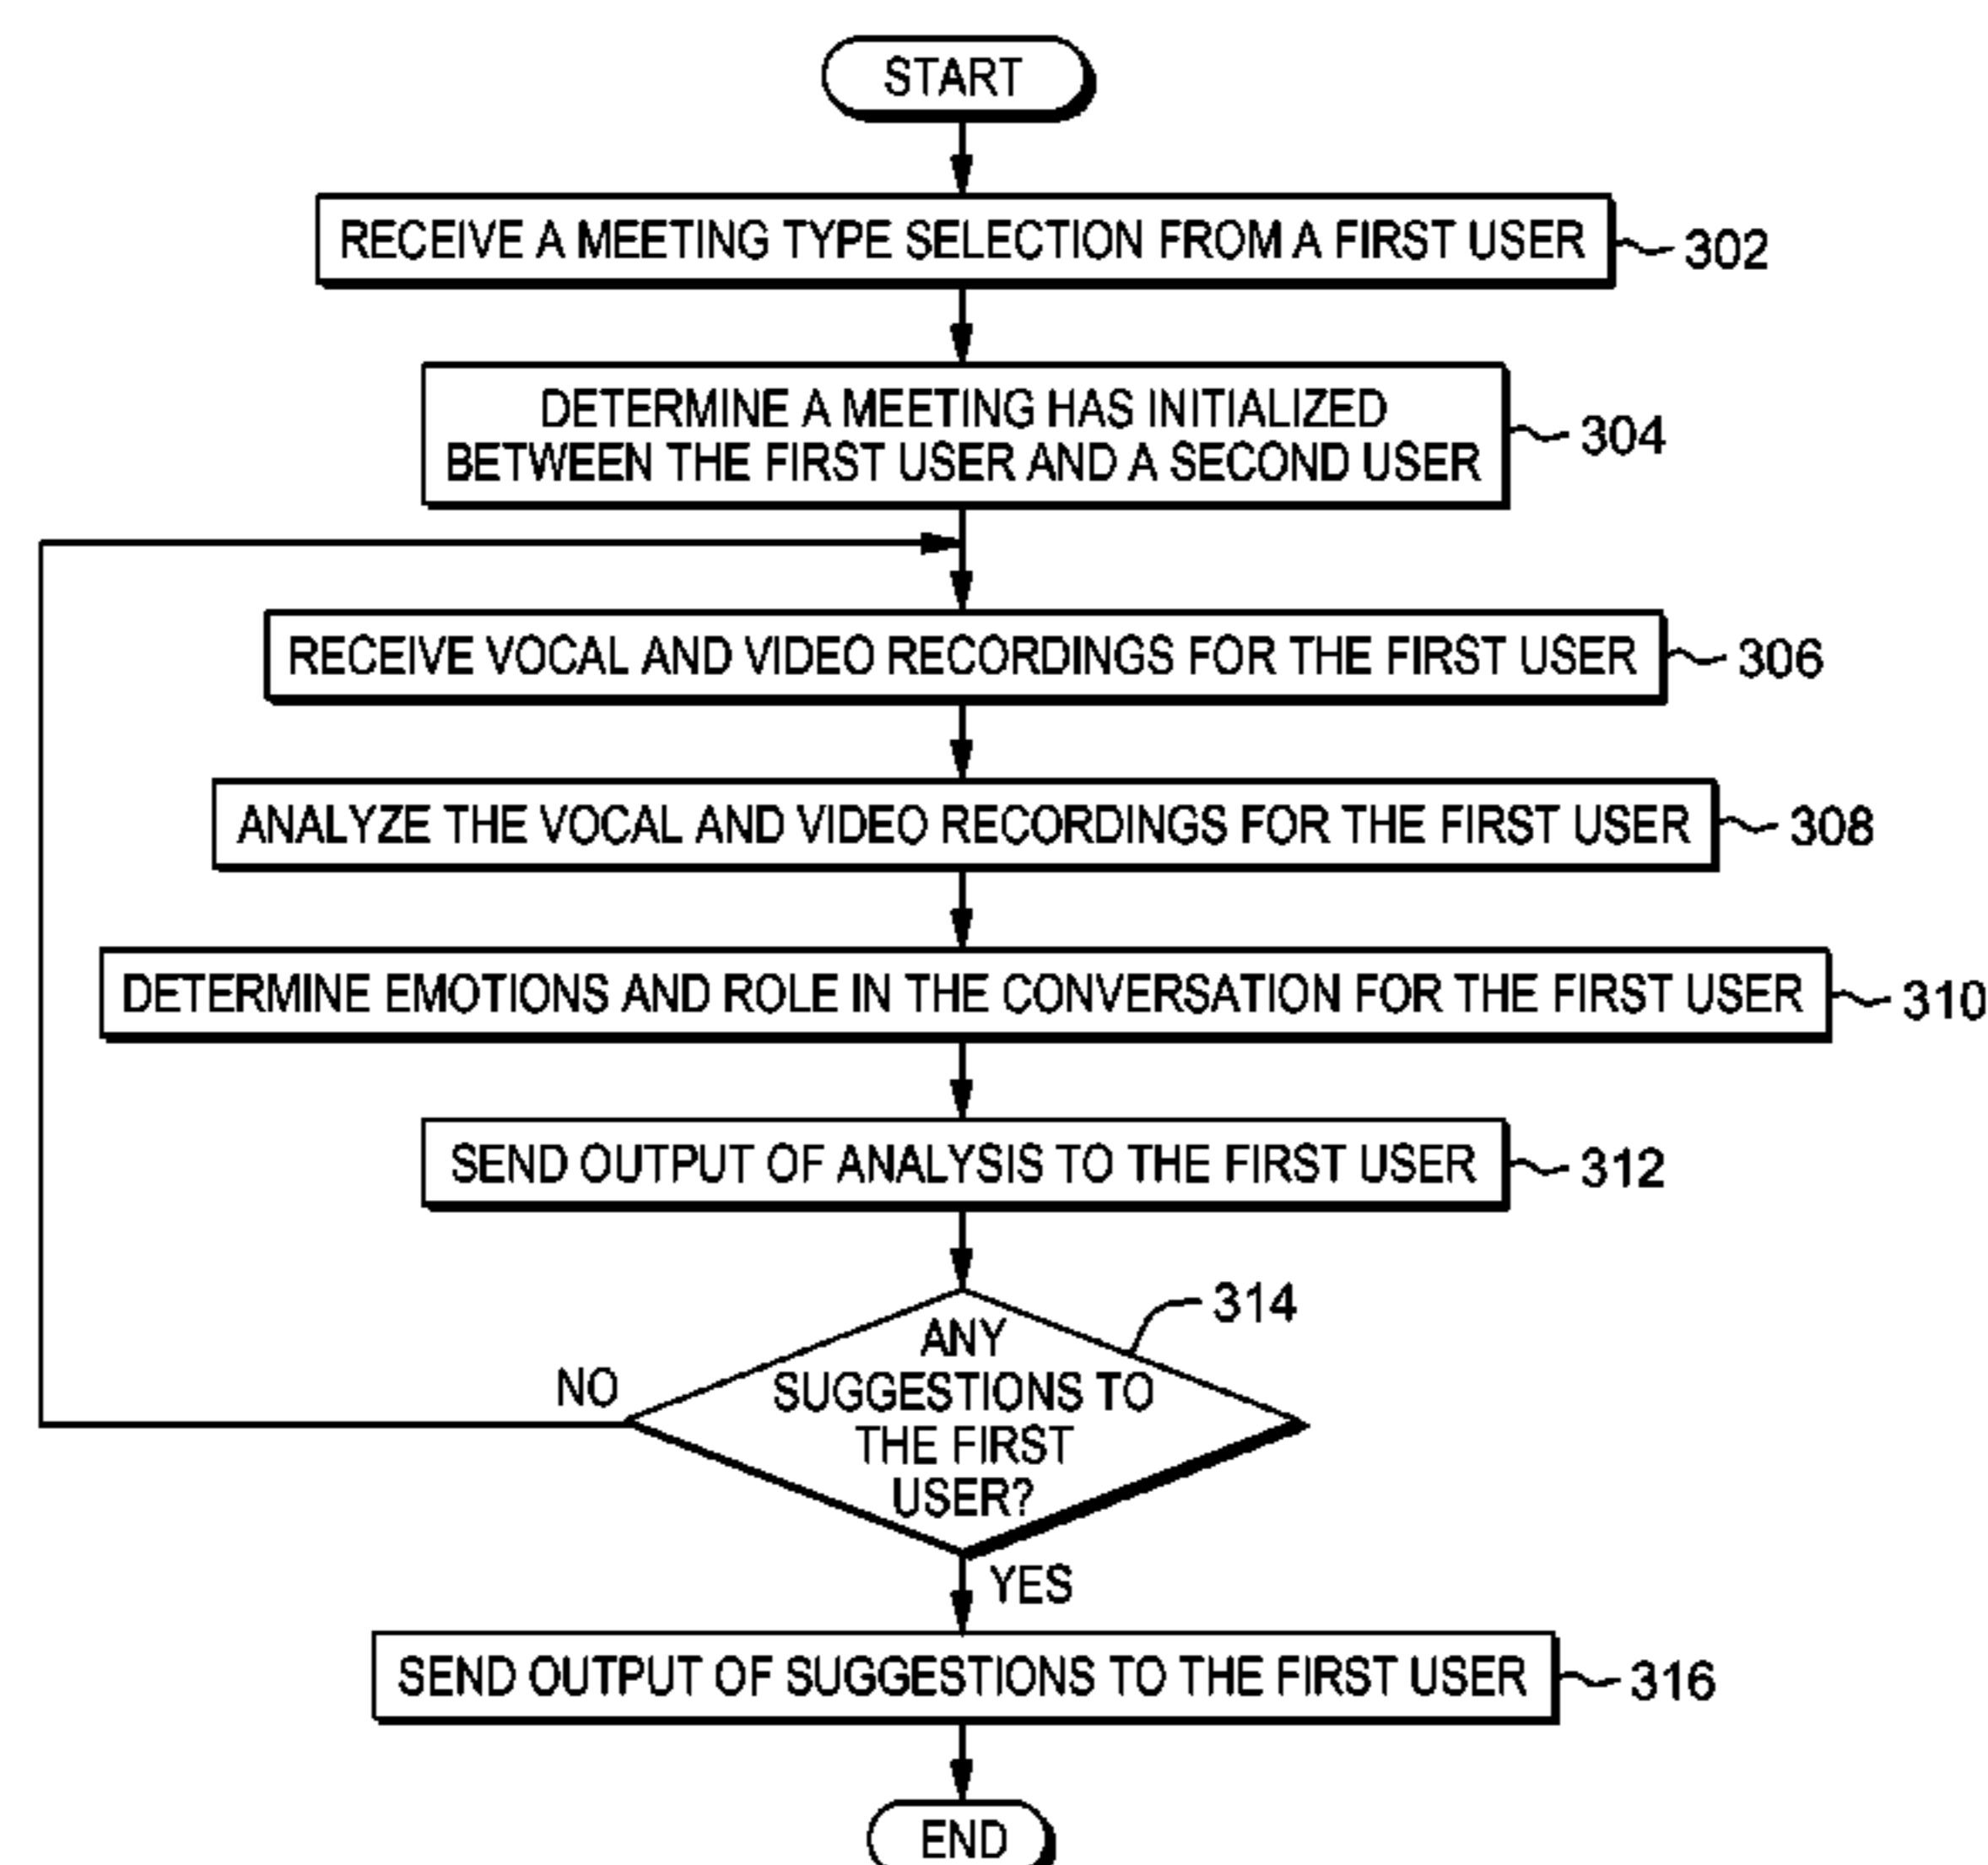 START
RECEIVE A MEETING TYPE SELECTION FROM A FIRST USER
302
DETERMINE A MEETING HAS INITIALIZED
BETWEEN THE FIRST USER AND A SECOND USER
304
RECEIVE VOCAL AND VIDEO RECORDINGS FOR THE FIRST USER
306
ANALYZE THE VOCAL AND VIDEO RECORDINGS FOR THE FIRST USER
308
DETERMINE EMOTIONS AND ROLE IN THE CONVERSATION FOR THE FIRST USER
310
SEND OUTPUT OF ANALYSIS TO THE FIRST USER
312
314
ANY
SUGGESTIONS TO
THE FIRST
USER?
NO
YES
SEND OUTPUT OF SUGGESTIONS TO THE FIRST USER
316
END